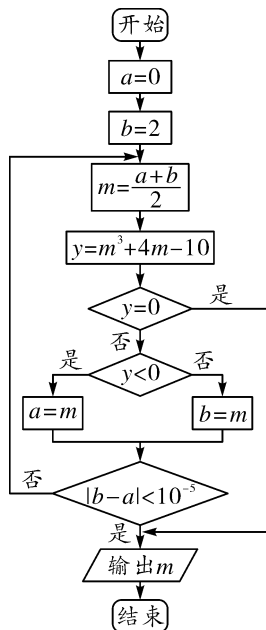 开始
a=0
b=2
m=\frac{a+b}{2}
y=m³+4m-10
y=0
是
否
y<0
是
否
a=m
b=m
|b-a|<10⁻⁵
否
是
输出m
结束